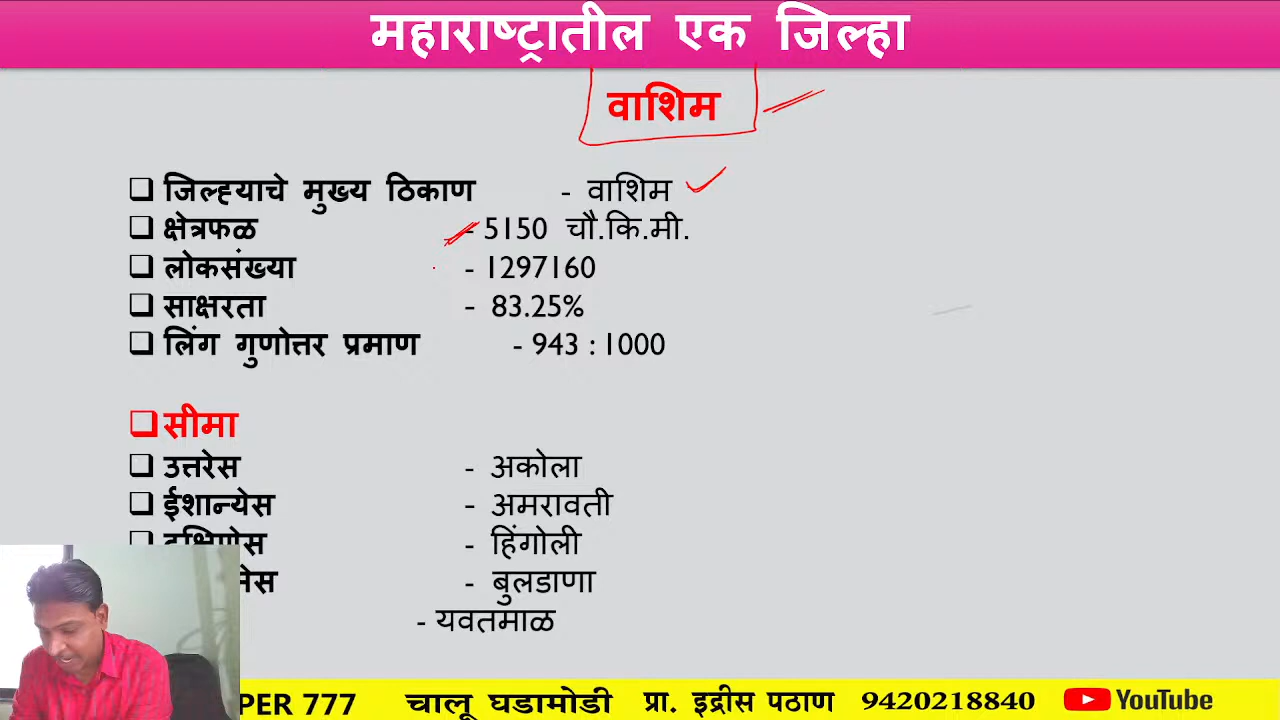 महाराष्ट्रातील एक जिल्हा
वाशिम
जिल्ह्याचे मुख्य ठिकाण - वाशिम
क्षेत्रफळ - 5150 चौ.कि.मी.
लोकसंख्या - 1297160
साक्षरता - 83.25%
लिंग गुणोत्तर प्रमाण - 943 : 1000
सीमा
उत्तरेस - अकोला
ईशान्येस - अमरावती
दक्षिणेस - हिंगोली
- बुलडाणा
- यवतमाळ
PER 777 चालू घडामोडी प्रा. इद्रीस पठाण 9420218840 YouTube